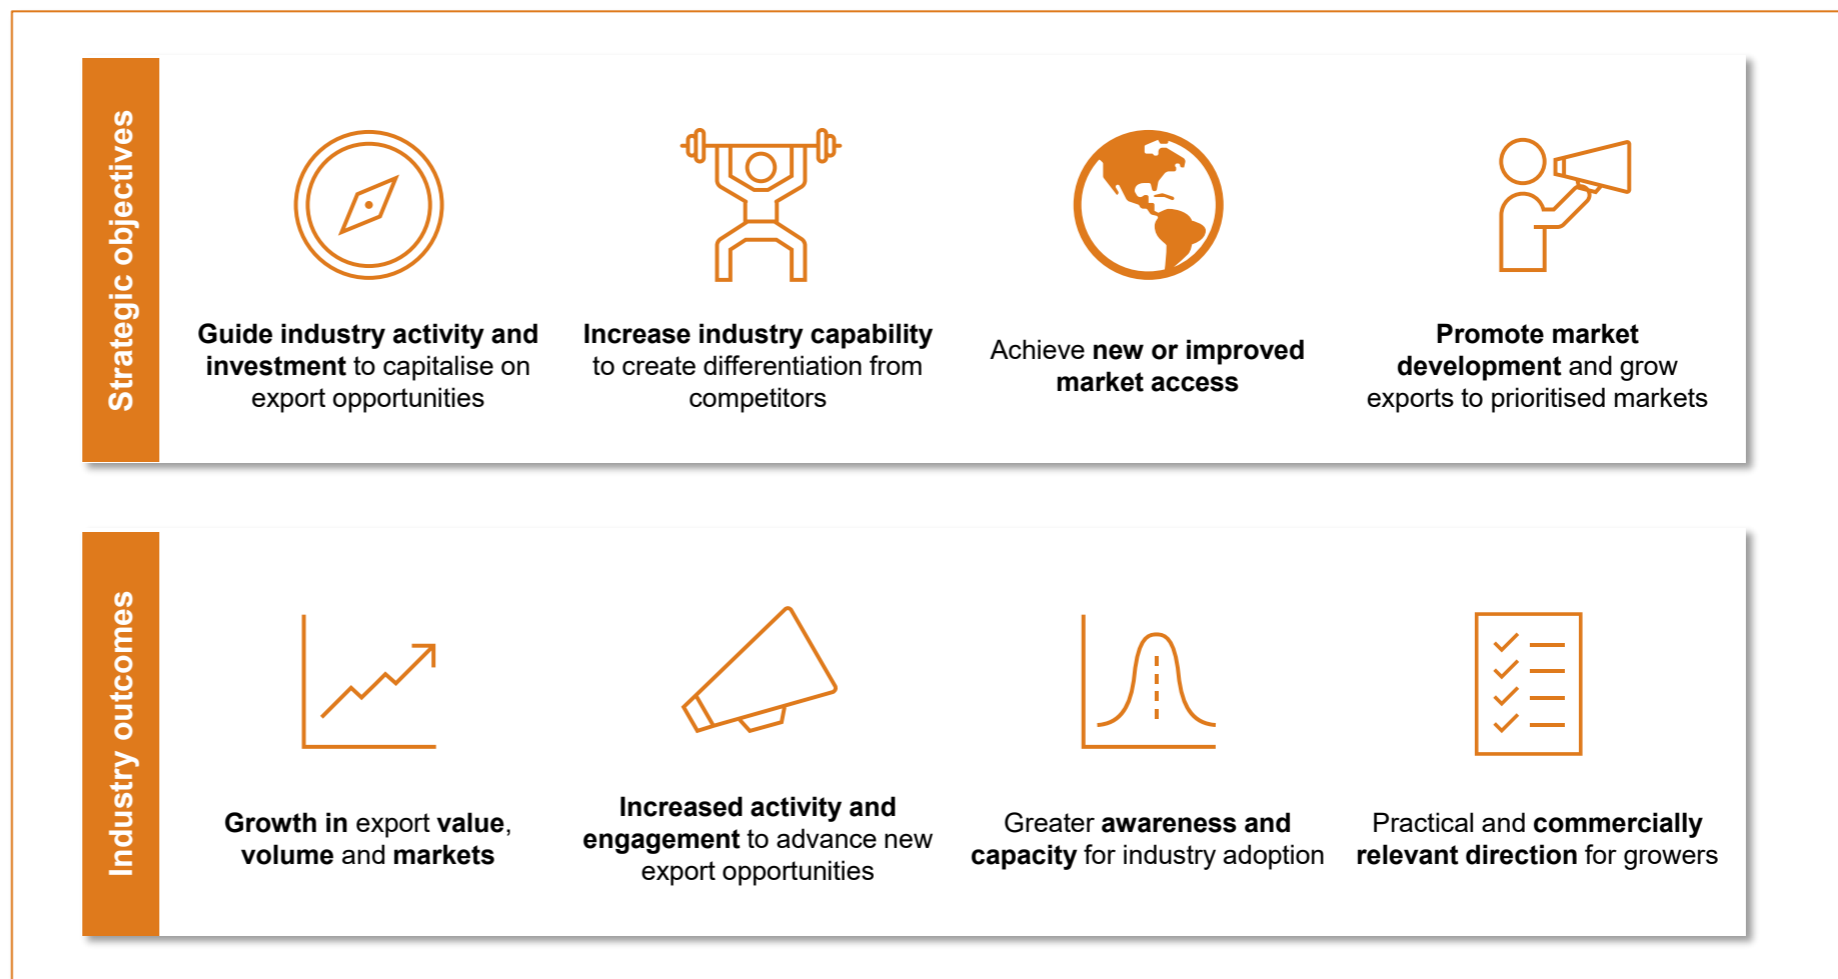 Strategic objectives
Guide industry activity and
investment to capitalise on
export opportunities
Increase industry capability
to create differentiation from
competitors
Achieve new or improved
market access
Promote market
development and grow
exports to prioritised markets
Industry outcomes
Growth in export value,
volume and markets
Increased activity and
engagement to advance new
export opportunities
Greater awareness and
capacity for industry adoption
Practical and commercially
relevant direction for growers